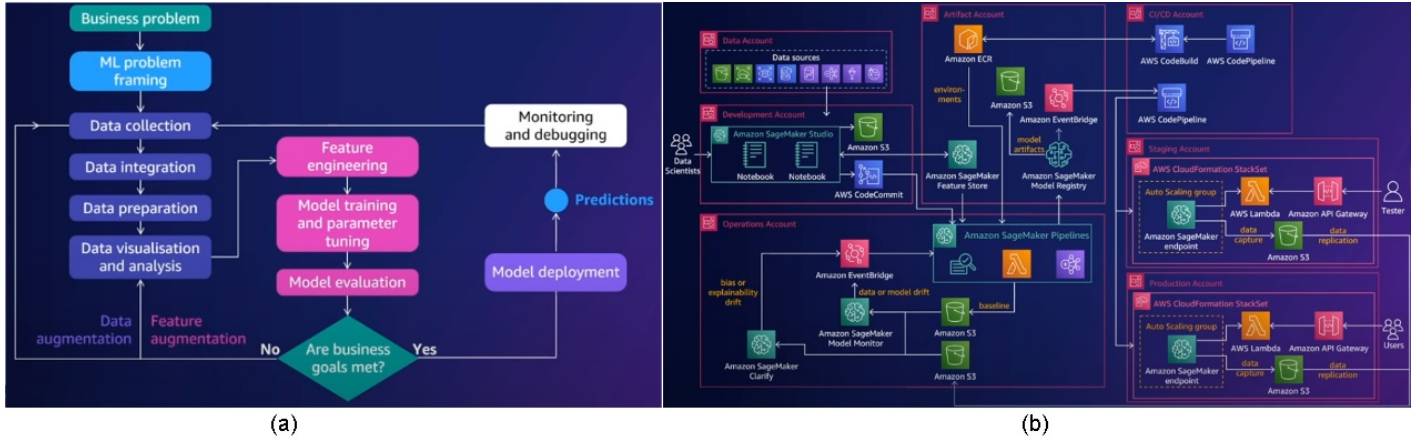 Business problem
ML problem
framing
Data collection
Data integration
Data preparation
Data visualisation
and analysis
Feature
engineering
Model training
and parameter
tuning
Model evaluation
Are business
goals met?
No
Yes
Data
augmentation
Feature
augmentation
Model deployment
Predictions
Monitoring
and debugging
(a)
Data Account
Data sources
Development Account
Amazon SageMaker Studio
Notebook
Notebook
Data
Scientists
Amazon S3
AWS CodeCommit
Artifact Account
Amazon ECR
environ-
ments
Amazon S3
Amazon EventBridge
model
artifacts
Amazon SageMaker
Feature Store
Amazon SageMaker
Model Registry
CI/CD Account
AWS CodeBuild
AWS CodePipeline
AWS CodePipeline
Staging Account
AWS CloudFormation StackSet
Auto Scaling group
Amazon SageMaker
endpoint
AWS Lambda
Amazon API Gateway
Tester
data
capture
data
replication
Amazon S3
Operations Account
Amazon SageMaker Pipelines
Amazon EventBridge
bias or
explainability
drift
data or model drift
baseline
Amazon S3
Amazon SageMaker
Model Monitor
Amazon SageMaker
Clarify
Amazon S3
Production Account
AWS CloudFormation StackSet
Auto Scaling group
Amazon SageMaker
endpoint
AWS Lambda
Amazon API Gateway
Users
data
capture
data
replication
Amazon S3
(b)